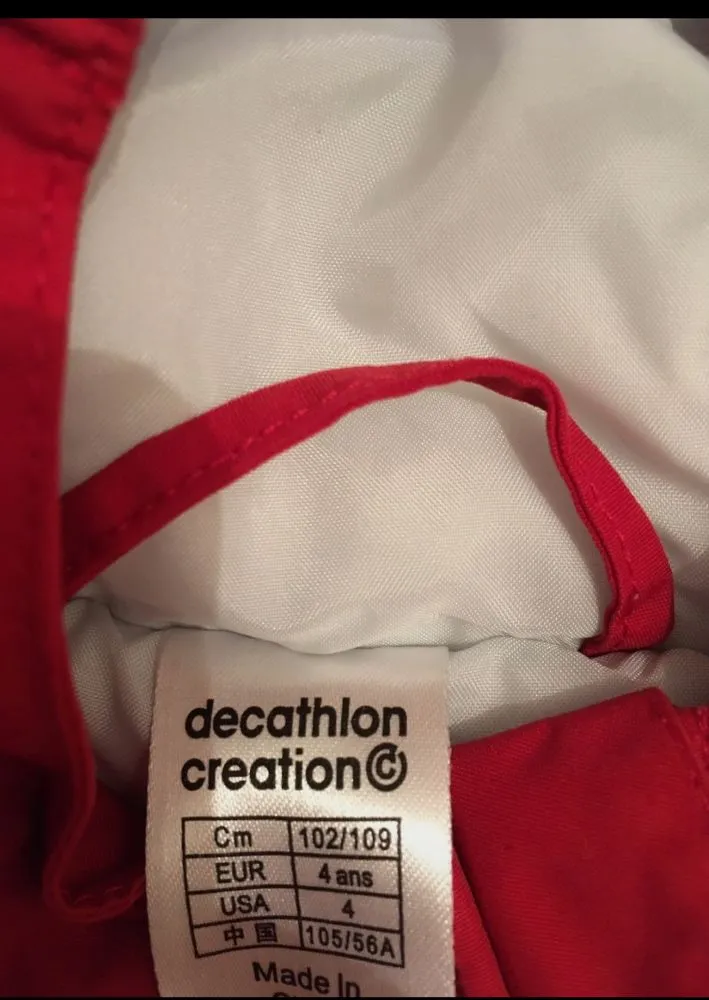 decathlon
creation
Cm 102/109
EUR 4 ans
USA 4
中国 105/56A
Made In